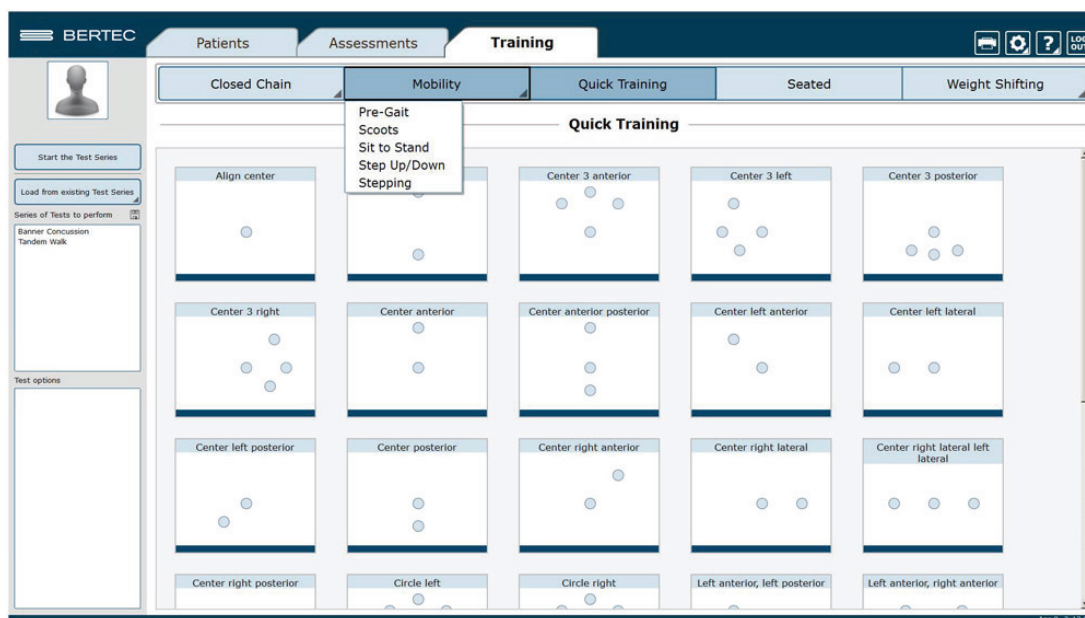 BERTEC
Patients
Assessments
Training
?
LOG
OUT
Closed Chain
Mobility
Quick Training
Seated
Weight Shifting
Pre-Gait
Scoots
Sit to Stand
Step Up/Down
Stepping
Quick Training
Start the Test Series
Load from existing Test Series
Series of Tests to perform
Banner Concussion
Tandem Walk
Test options
Align center
Center 3 anterior
Center 3 left
Center 3 posterior
Center 3 right
Center anterior
Center anterior posterior
Center left anterior
Center left lateral
Center left posterior
Center posterior
Center right anterior
Center right lateral
Center right lateral left
lateral
Center right posterior
Circle left
Circle right
Left anterior, left posterior
Left anterior, right anterior